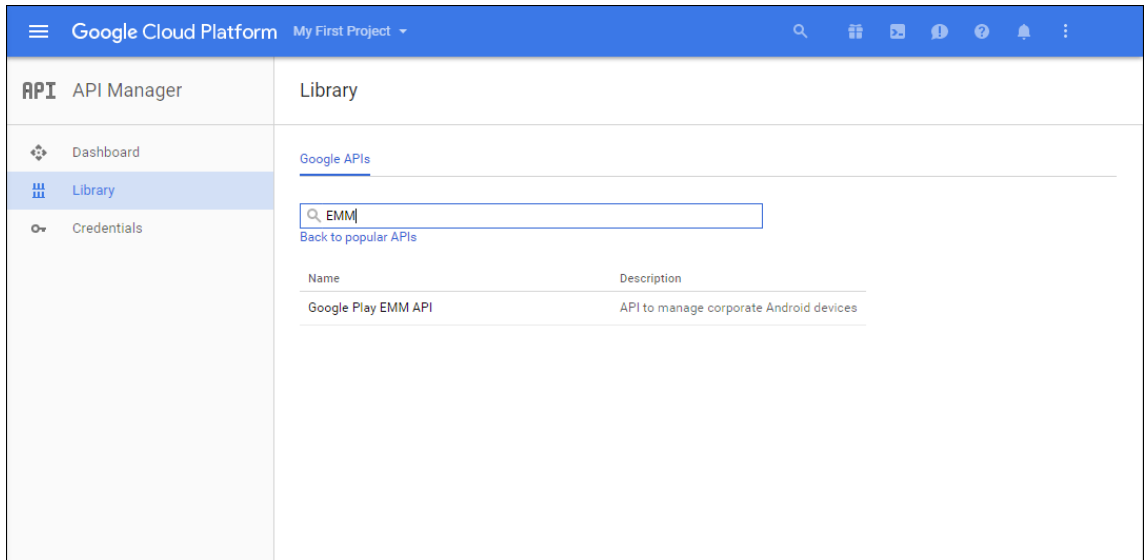 Google Cloud Platform My First Project
API API Manager
Library
Dashboard
Library
Credentials
Google APIs
EMM
Back to popular APIs
Name Description
Google Play EMM API API to manage corporate Android devices